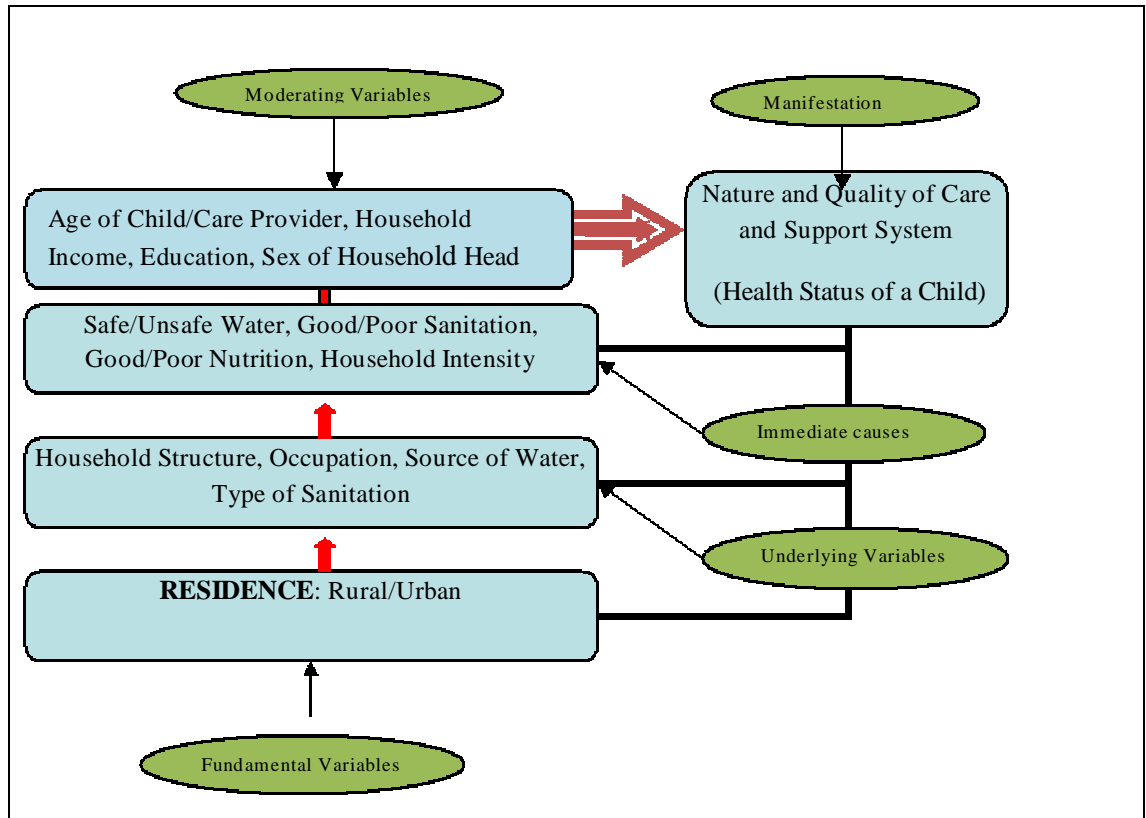 Moderating Variables
Manifestation
Age of Child/Care Provider, Household
Income, Education, Sex of Household Head
Nature and Quality of Care
and Support System
(Health Status of a Child)
Safe/Unsafe Water, Good/Poor Sanitation,
Good/Poor Nutrition, Household Intensity
Immediate causes
Household Structure, Occupation, Source of Water,
Type of Sanitation
Underlying Variables
RESIDENCE: Rural/Urban
Fundamental Variables